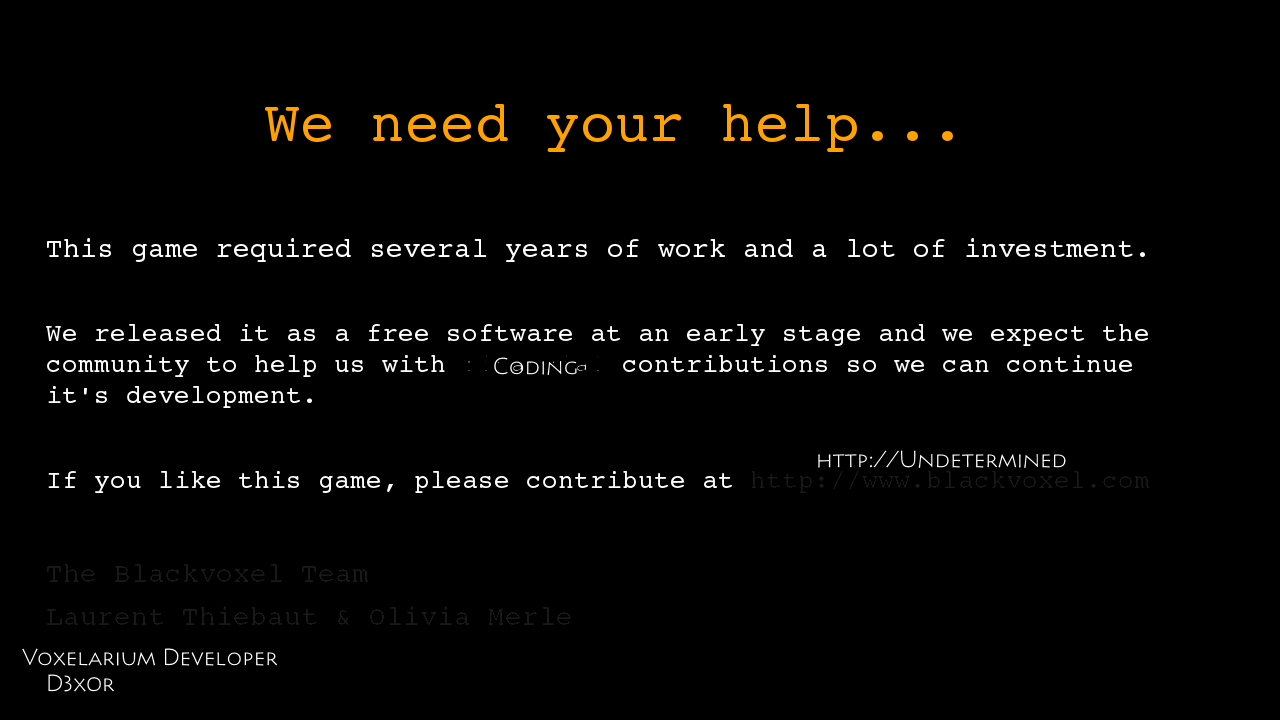 We need your help...
This game required several years of work and a lot of investment.
We released it as a free software at an early stage and we expect the
community to help us with Coding contributions so we can continue
it's development.
http://Undetermined
If you like this game, please contribute at http://www.blackvoxel.com
The Blackvoxel Team
Laurent Thiebaut & Olivia Merle
Voxelarium Developer
D3xor